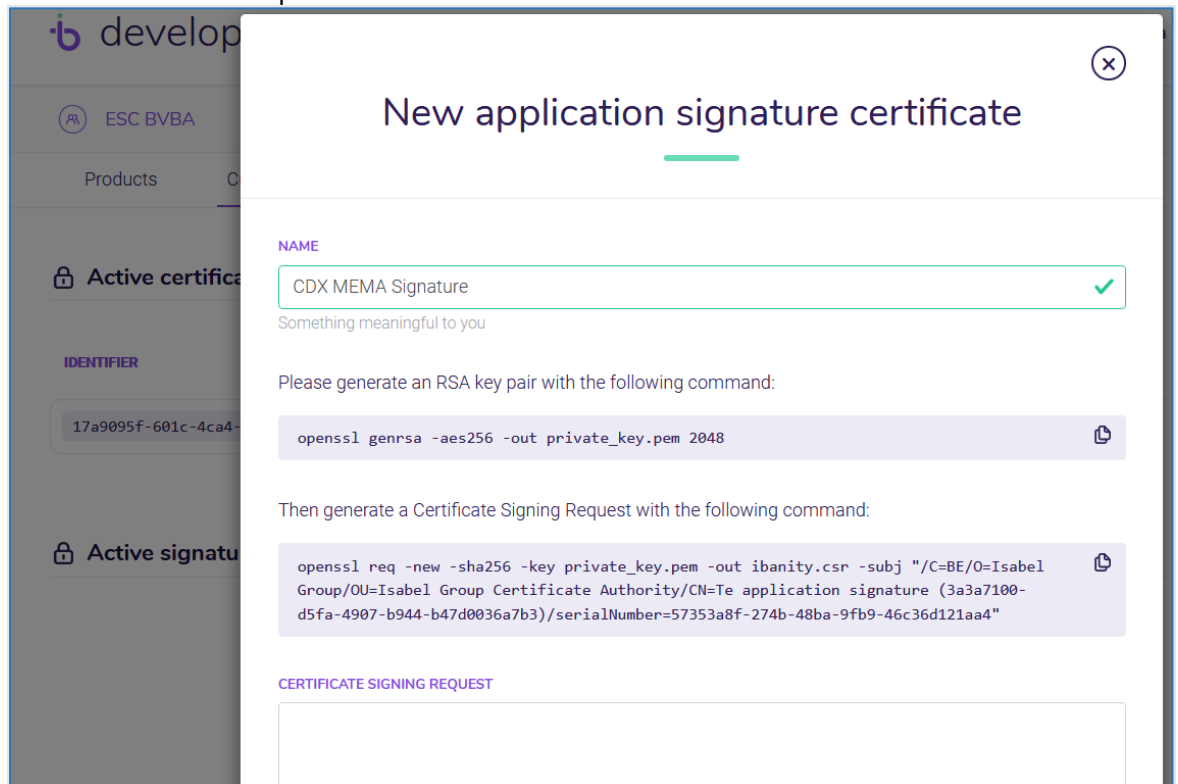 develop
New application signature certificate
ESC BVBA
Products
NAME
Active certifica
CDX MEMA Signature
Something meaningful to you
IDENTIFIER
Please generate an RSA key pair with the following command:
17a9095f-601c-4ca4-
openssl genrsa -aes256 -out private_key.pem 2048
Then generate a Certificate Signing Request with the following command:
Active signatu
openssl req -new -sha256 -key private_key.pem -out ibanity.csr -subj "/C=BE/O=Isabel
Group/OU=Isabel Group Certificate Authority/CN=Te application signature (3a3a7100-
d5fa-4907-b944-b47d0036a7b3)/serialNumber=57353a8f-274b-48ba-9fb9-46c36d121aa4"
CERTIFICATE SIGNING REQUEST